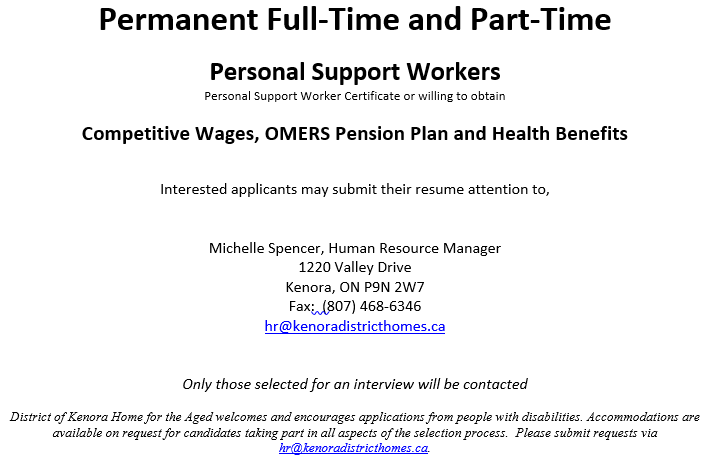 Permanent Full-Time and Part-Time
Personal Support Workers
Personal Support Worker Certificate or willing to obtain
Competitive Wages, OMERS Pension Plan and Health Benefits
Interested applicants may submit their resume attention to,
Michelle Spencer, Human Resource Manager
1220 Valley Drive
Kenora, ON P9N 2W7
Fax:  (807) 468-6346
hr@kenoradistricthomes.ca
Only those selected for an interview will be contacted
District of Kenora Home for the Aged welcomes and encourages applications from people with disabilities. Accommodations are
available on request for candidates taking part in all aspects of the selection process.  Please submit requests via
hr@kenoradistricthomes.ca.